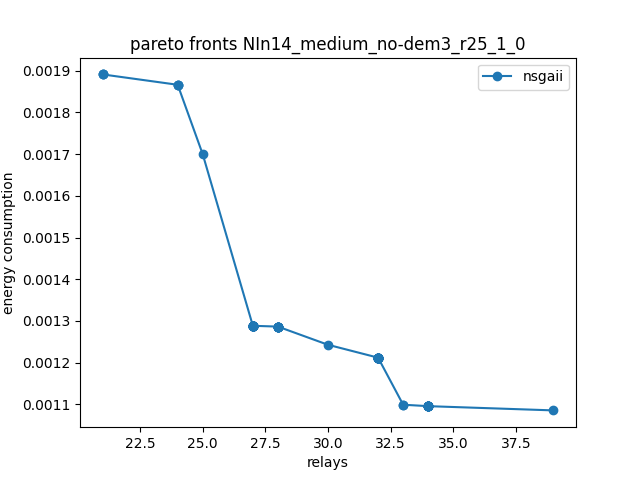 pareto fronts NIn14_medium_no-dem3_r25_1_0
nsgaii
energy consumption
0.0019
0.0018
0.0017
0.0016
0.0015
0.0014
0.0013
0.0012
0.0011
22.5 25.0 27.5 30.0 32.5 35.0 37.5
relays